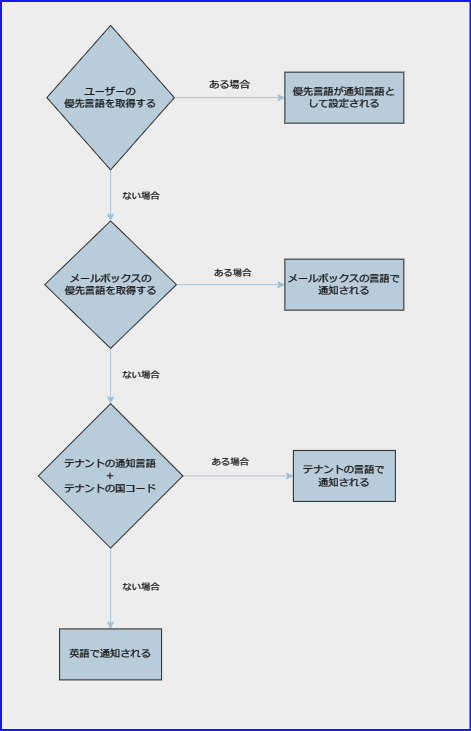 ユーザーの
優先言語を取得する
ある場合
優先言語が通知言語と
して設定される
ない場合
メールボックスの
優先言語を取得する
ある場合
メールボックスの言語で
通知される
ない場合
テナントの通知言語
+
テナントの国コード
ある場合
テナントの言語で
通知される
ない場合
英語で通知される